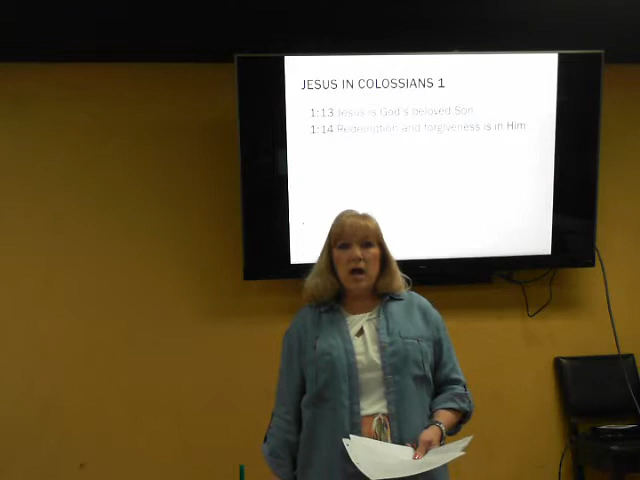 JESUS IN COLOSSIANS 1
1:13 Jesus is God's beloved Son
1:14 Redemption and forgiveness is in Him